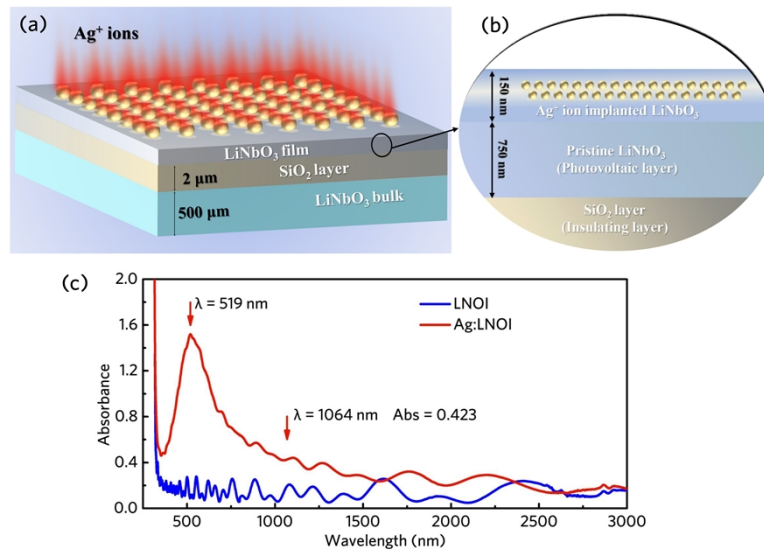 (a)
Ag⁺ ions
LiNbO₃ film
SiO₂ layer
2 μm
500 μm
LiNbO₃ bulk
(b)
150 nm
Ag⁺ ion implanted LiNbO₃
750 nm
Pristine LiNbO₃
(Photovoltaic layer)
SiO₂ layer
(Insulating layer)
(c)
2.0
1.6
1.2
0.8
0.4
0.0
Absorbance
λ = 519 nm
LNOI
Ag:LNOI
λ = 1064 nm Abs = 0.423
500
1000
1500
2000
2500
3000
Wavelength (nm)